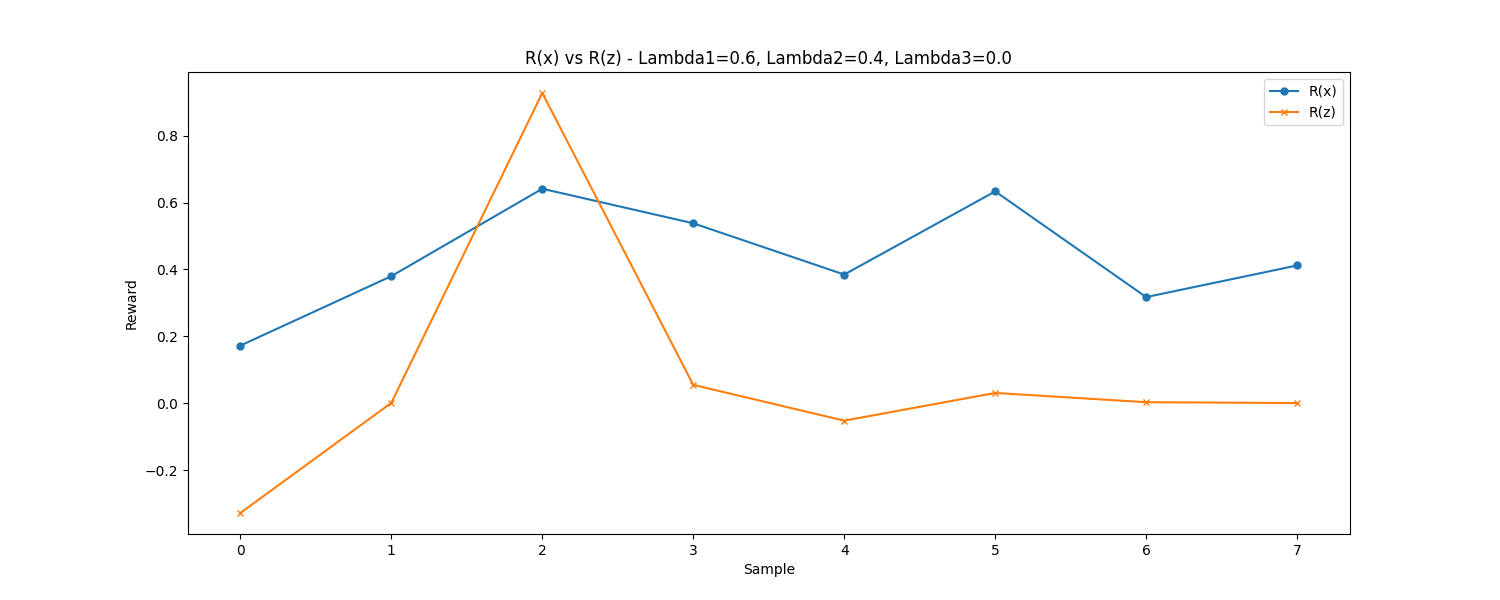 R(x) vs R(z) - Lambda1=0.6, Lambda2=0.4, Lambda3=0.0
R(x)
R(z)
0.8
0.6
0.4
0.2
0.0
−0.2
Reward
0 1 2 3 4 5 6 7
Sample